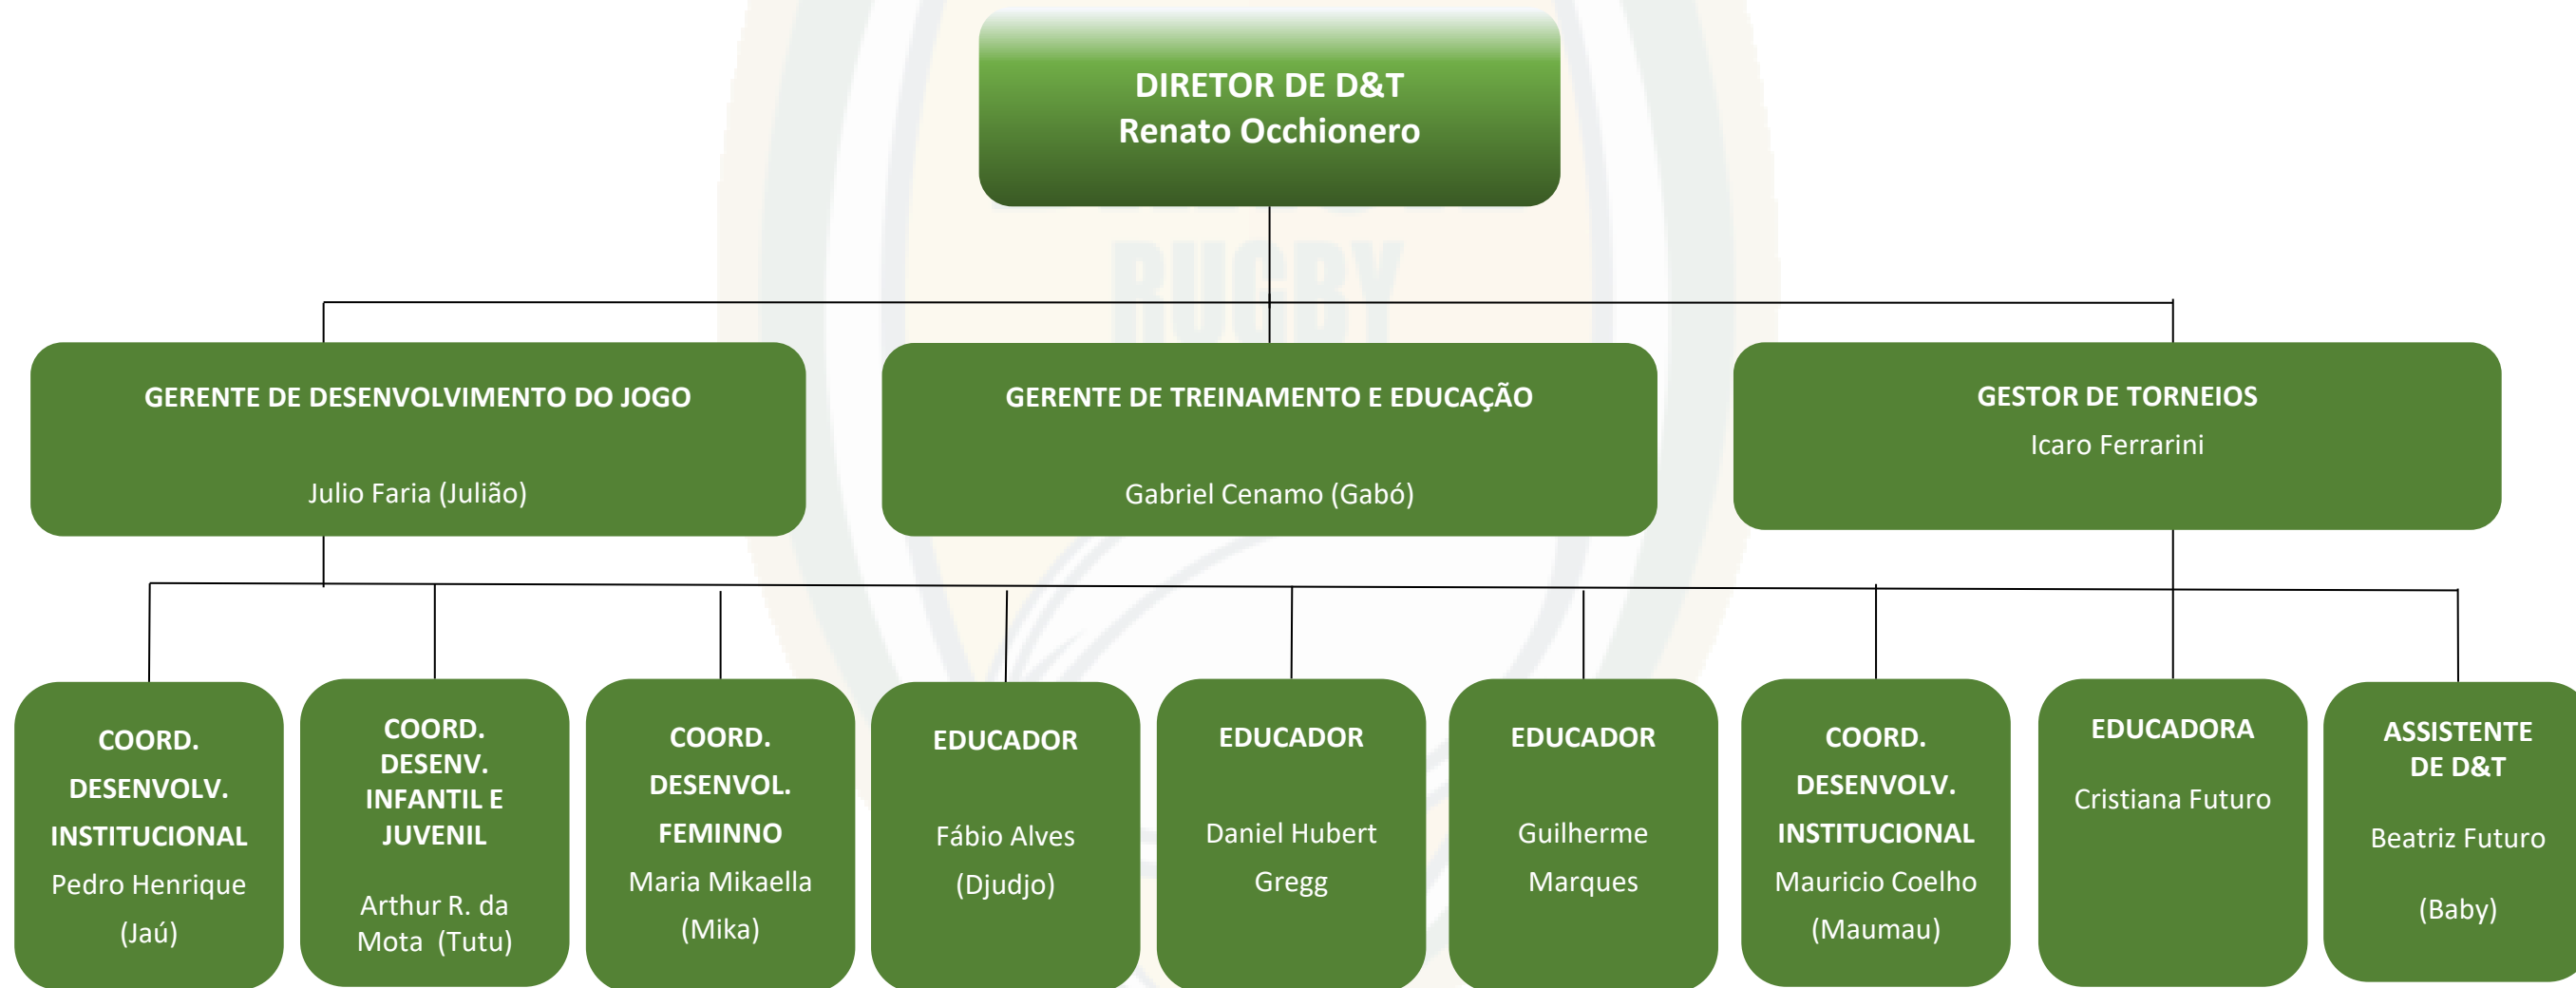 DIRETOR DE D&T
Renato Occhionero
RUGBY
GERENTE DE DESENVOLVIMENTO DO JOGO
Julio Faria (Julião)
GERENTE DE TREINAMENTO E EDUCAÇÃO
Gabriel Cenamo (Gabó)
GESTOR DE TORNEIOS
Icaro Ferrarini
COORD.
DESENVOLV.
INSTITUCIONAL
Pedro Henrique
(Jaú)
COORD.
DESENV.
INFANTIL E
JUVENIL
Arthur R. da
Mota (Tutu)
COORD.
DESENVOL.
FEMINNO
Maria Mikaella
(Mika)
EDUCADOR
Fábio Alves
(Djudjo)
EDUCADOR
Daniel Hubert
Gregg
EDUCADOR
Guilherme
Marques
COORD.
DESENVOLV.
INSTITUCIONAL
Mauricio Coelho
(Maumau)
EDUCADORA
Cristiana Futuro
ASSISTENTE
DE D&T
Beatriz Futuro
(Baby)